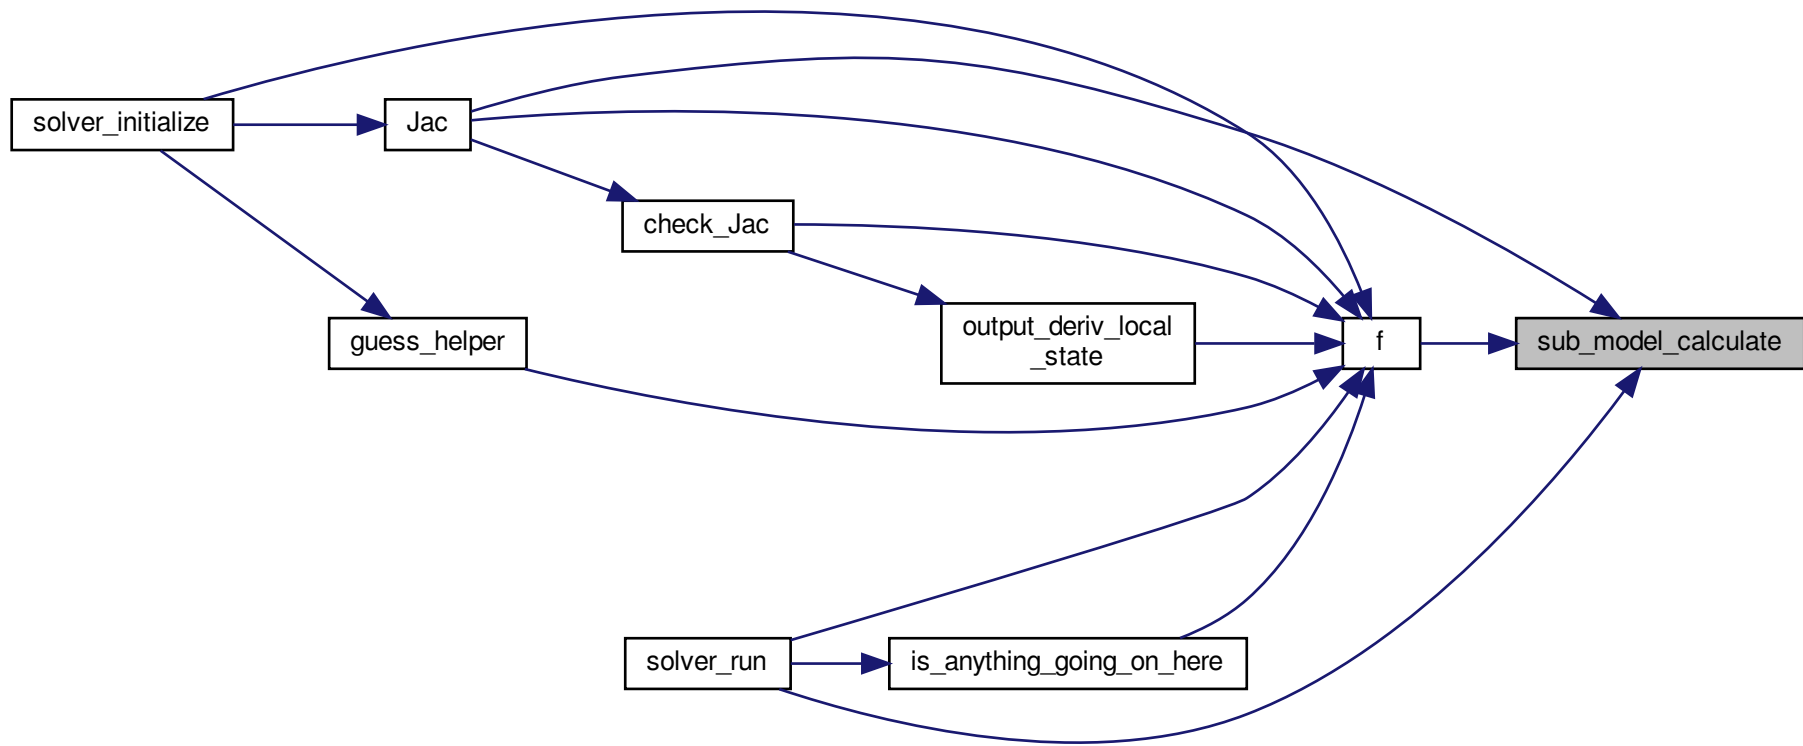 solver_initialize
Jac
check_Jac
guess_helper
output_deriv_local
_state
f
sub_model_calculate
solver_run
is_anything_going_on_here